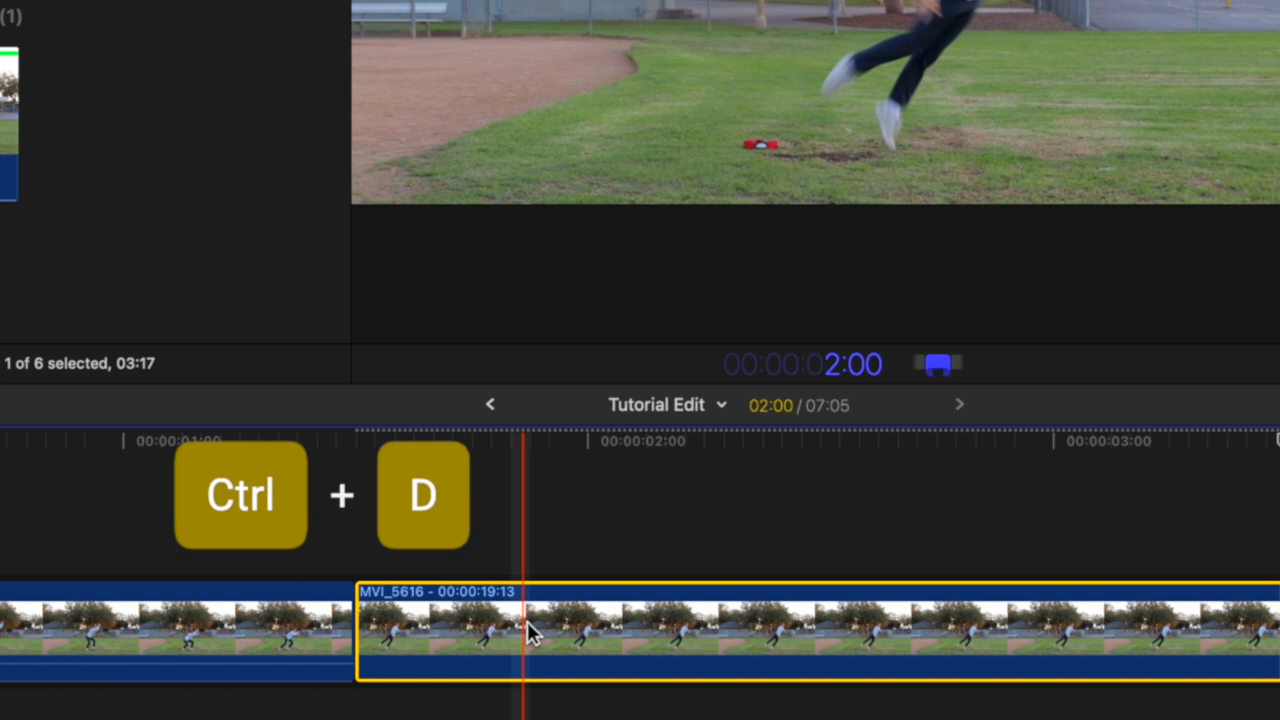 (1)
1 of 6 selected, 03:17
00:00:02:00
Tutorial Edit 02:00 / 07:05
00:00:01:00 00:00:02:00 00:00:03:00
Ctrl + D
MVI_5616 - 00:00:19:13